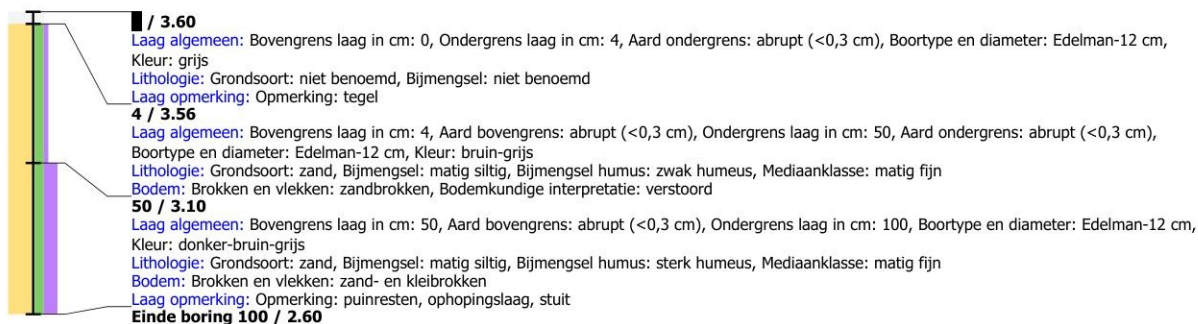 / 3.60
Laag algemeen: Bovengrens laag in cm: 0, Ondergrens laag in cm: 4, Aard ondergrens: abrupt (<0,3 cm), Boortype en diameter: Edelman-12 cm,
Kleur: grijs
Lithologie: Grondsoort: niet benoemd, Bijmengsel: niet benoemd
Laag opmerking: Opmerking: tegel
4 / 3.56
Laag algemeen: Bovengrens laag in cm: 4, Aard bovengrens: abrupt (<0,3 cm), Ondergrens laag in cm: 50, Aard ondergrens: abrupt (<0,3 cm),
Boortype en diameter: Edelman-12 cm, Kleur: bruin-grijs
Lithologie: Grondsoort: zand, Bijmengsel: matig siltig, Bijmengsel humus: zwak humeus, Mediaanklasse: matig fijn
Bodem: Brokken en vlekken: zandbrokken, Bodemkundige interpretatie: verstoord
50 / 3.10
Laag algemeen: Bovengrens laag in cm: 50, Aard bovengrens: abrupt (<0,3 cm), Ondergrens laag in cm: 100, Boortype en diameter: Edelman-12 cm,
Kleur: donker-bruin-grijs
Lithologie: Grondsoort: zand, Bijmengsel: matig siltig, Bijmengsel humus: sterk humeus, Mediaanklasse: matig fijn
Bodem: Brokken en vlekken: zand- en kleibrokken
Laag opmerking: Opmerking: puinresten, ophopingslaag, stuit
Einde boring 100 / 2.60